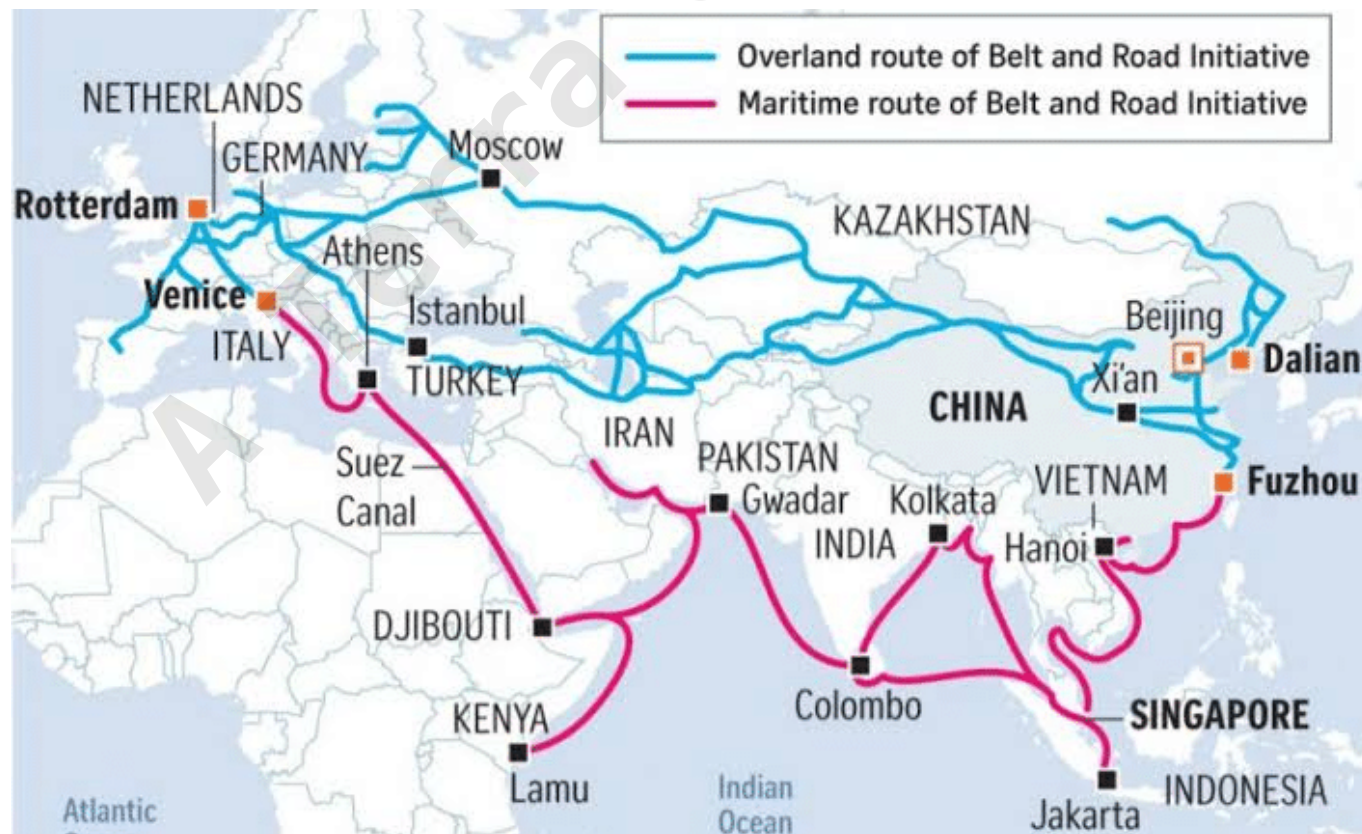 Overland route of Belt and Road Initiative
Maritime route of Belt and Road Initiative
NETHERLANDS
GERMANY
Moscow
Rotterdam
KAZAKHSTAN
Athens
Venice
Istanbul
Beijing
ITALY
TURKEY
Xi'an
Dalian
CHINA
IRAN
Suez
Canal
PAKISTAN
Gwadar
Kolkata
VIETNAM
Fuzhou
INDIA
Hanoi
DJIBOUTI
Colombo
KENYA
SINGAPORE
Lamu
Jakarta
INDONESIA
Atlantic
Indian
Ocean